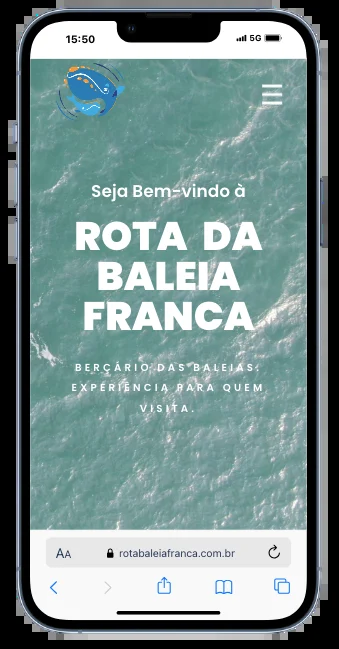 15:50
5G
Seja Bem-vindo à
ROTA DA
BALEIA
FRANCA
BERÇÁRIO DAS BALEIAS.
EXPERIÊNCIA PARA QUEM
VISITA.
AA
rotabaleiafranca.com.br